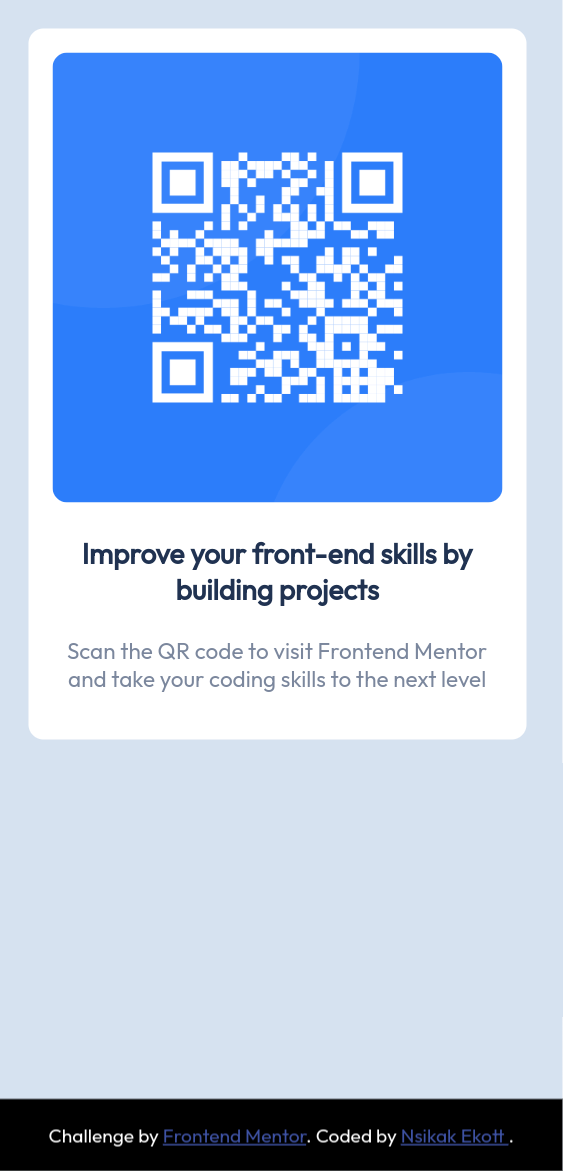 Improve your front-end skills by
building projects
Scan the QR code to visit Frontend Mentor
and take your coding skills to the next level
Challenge by Frontend Mentor. Coded by Nsikak Ekott .